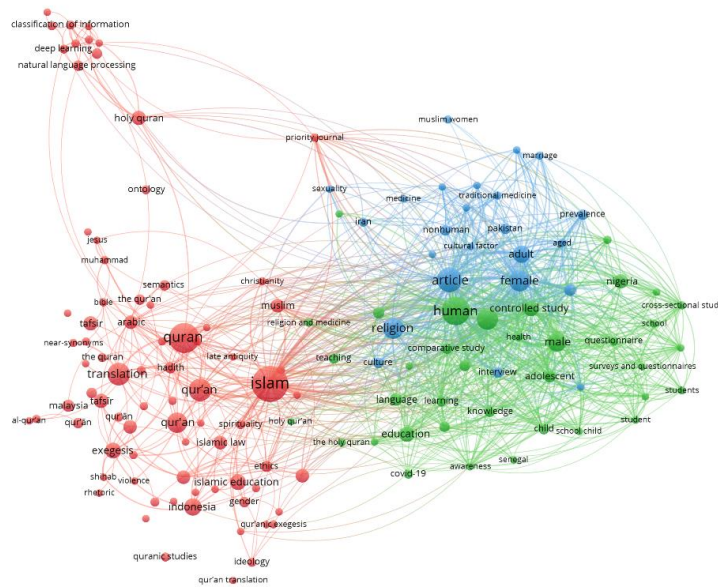 classification (of information)
deep learning
natural language processing
holy quran
muslim women
priority journal
marriage
sexuality
medicine
traditional medicine
ontology
iran
prevalence
nonhuman
pakistan
jesus
cultural factor
aged
adult
muhammad
semantics
christianity
article
female
nigeria
bible
the qur'an
muslim
human
controlled study
cross-sectional stud
tafsir
arabic
religion and medicine
religion
school
near-synonyms
quran
health
male
questionnaire
the quran
late antiquity
teaching
comparative study
hadith
culture
surveys and questionnaires
translation
islam
interview
adolescent
students
malaysia
tafsir
qur'an
language
learning
knowledge
al-qur'an
qur'an
qurân
qur'an
spirituality
holy qur'an
education
child
school child
student
islamic law
the holy quran
exegesis
ethics
awareness
senegal
covid-19
shihab
violence
islamic education
rhetoric
indonesia
gender
qur'anic exegesis
quranic studies
ideology
qur'an translation